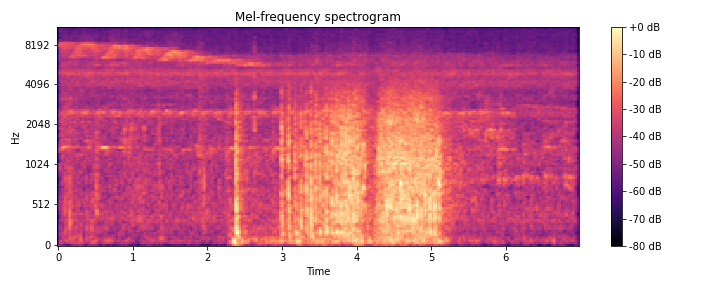 Mel-frequency spectrogram
Hz
8192
4096
2048
1024
512
0
0 1 2 3 4 5 6
Time
+0 dB
-10 dB
-20 dB
-30 dB
-40 dB
-50 dB
-60 dB
-70 dB
-80 dB